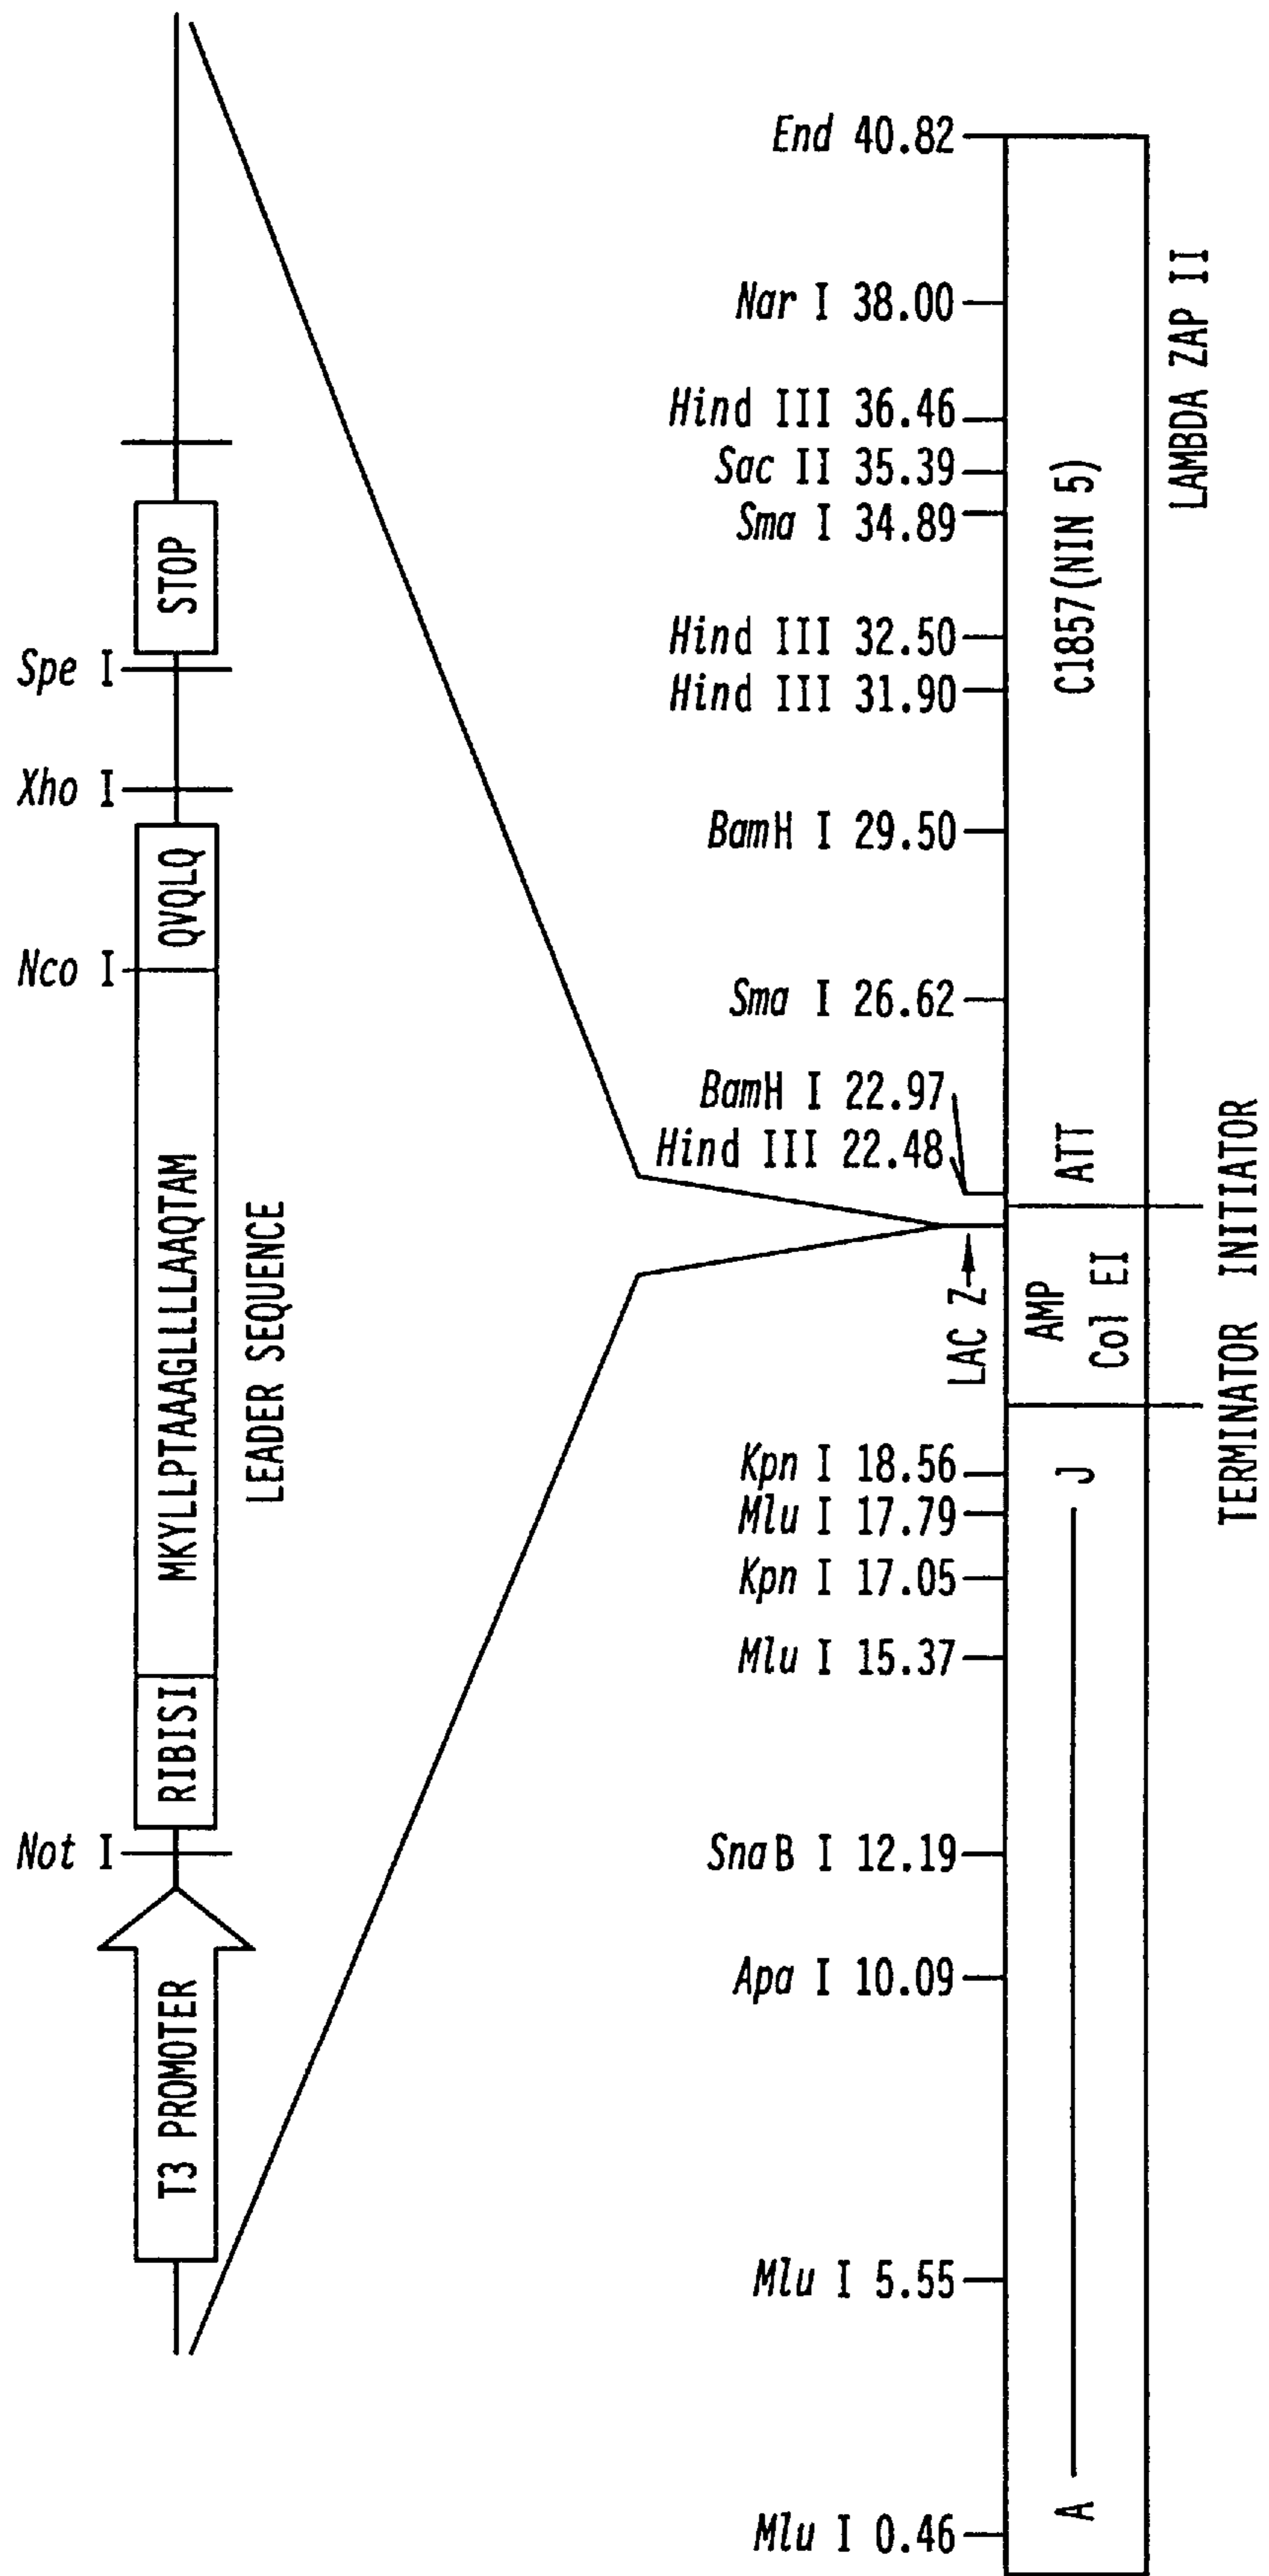 T3 PROMOTER
Not I
RIBISI
MKYLLPTAAAGLLLLAAQTAM
LEADER SEQUENCE
Nco I
QVQLQ
Xho I
Spe I
STOP
Mlu I 0.46
Mlu I 5.55
Apa I 10.09
SnaB I 12.19
Mlu I 15.37
Kpn I 17.05
Mlu I 17.79
Kpn I 18.56
LAC Z
Hind III 22.48
BamH I 22.97
Sma I 26.62
BamH I 29.50
Hind III 31.90
Hind III 32.50
Sma I 34.89
Sac II 35.39
Hind III 36.46
Nar I 38.00
End 40.82
A
J
AMP
Col EI
ATT
C1857(NIN 5)
LAMBDA ZAP II
TERMINATOR INITIATOR